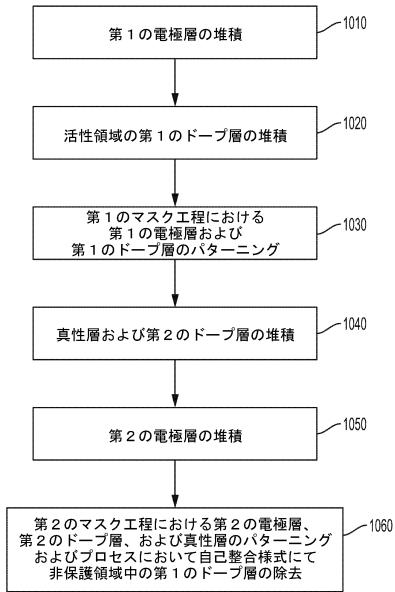 第1の電極層の堆積
1010
活性領域の第1のドープ層の堆積
1020
第1のマスク工程における
第1の電極層および
第1のドープ層のパターニング
1030
真性層および第2のドープ層の堆積
1040
第2の電極層の堆積
1050
第2のマスク工程における第2の電極層、
第2のドープ層、および真性層のパターニング
およびプロセスにおいて自己整合様式にて
非保護領域中の第1のドープ層の除去
1060